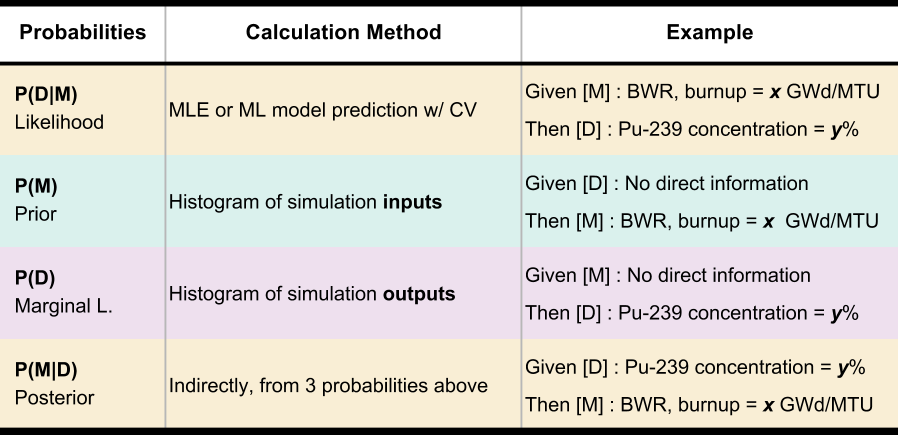 Probabilities
Calculation Method
Example
P(D|M)
Likelihood
MLE or ML model prediction w/ CV
Given [M] : BWR, burnup = x GWd/MTU
Then [D] : Pu-239 concentration = y%
P(M)
Prior
Histogram of simulation inputs
Given [D] : No direct information
Then [M] : BWR, burnup = x GWd/MTU
P(D)
Marginal L.
Histogram of simulation outputs
Given [M] : No direct information
Then [D] : Pu-239 concentration = y%
P(M|D)
Posterior
Indirectly, from 3 probabilities above
Given [D] : Pu-239 concentration = y%
Then [M] : BWR, burnup = x GWd/MTU